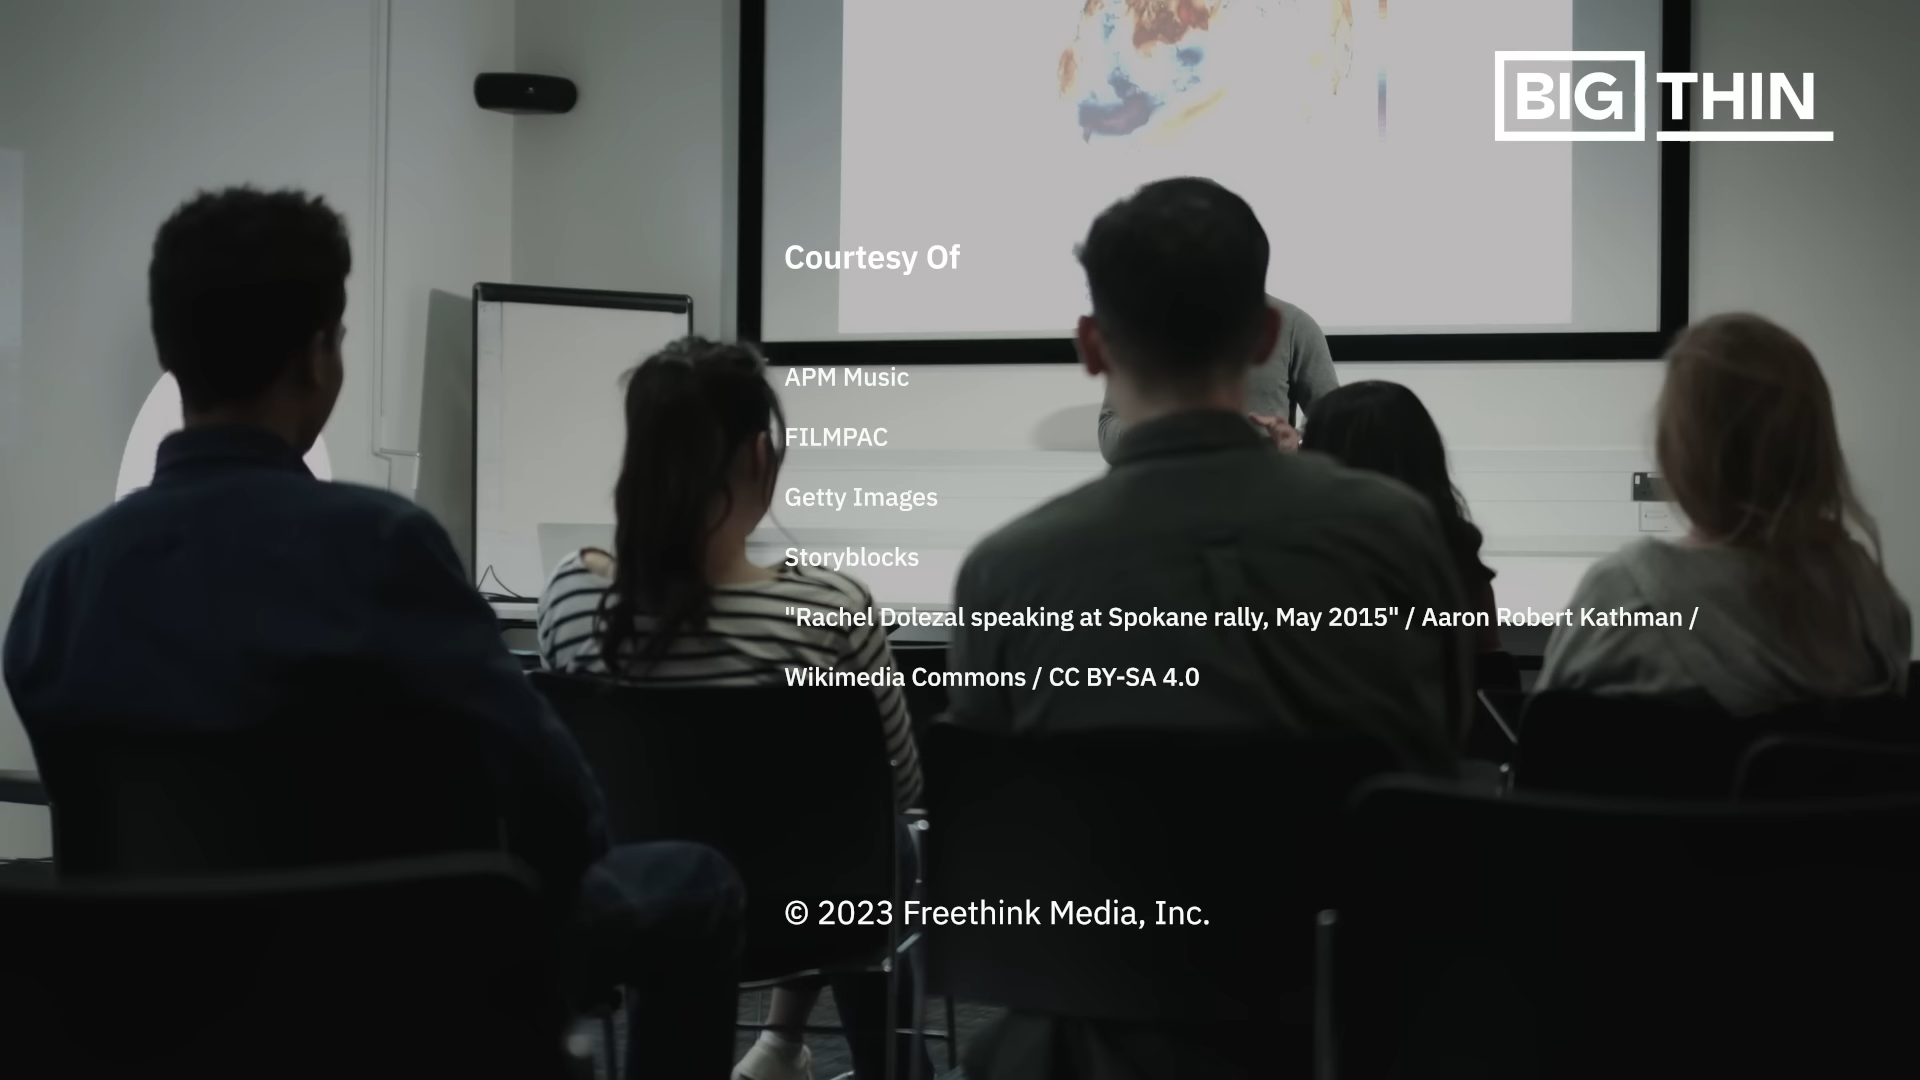 BIG THIN
Courtesy Of
APM Music
FILMPAC
Getty Images
Storyblocks
"Rachel Dolezal speaking at Spokane rally, May 2015" / Aaron Robert Kathman /
Wikimedia Commons / CC BY-SA 4.0
© 2023 Freethink Media, Inc.